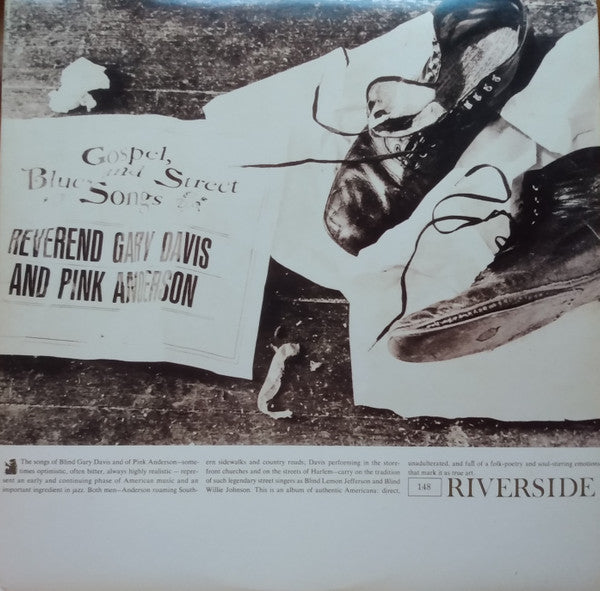 Gospel,
Blues and Street
Songs
REVEREND GARY DAVIS
AND PINK ANDERSON
The songs of Blind Gary Davis and of Pink Anderson—some-
times optimistic, often bitter, always highly realistic — repre-
sent an early and continuing phase of American music and an
important ingredient in jazz. Both men—Anderson roaming South-
ern sidewalks and country roads; Davis performing in the store-
front churches and on the streets of Harlem—carry on the tradition
of such legendary street singers as Blind Lemon Jefferson and Blind
Willie Johnson. This is an album of authentic Americana: direct,
unadulterated, and full of a folk-poetry and soul-stirring emotions
that mark it as true art.
148 RIVERSIDE